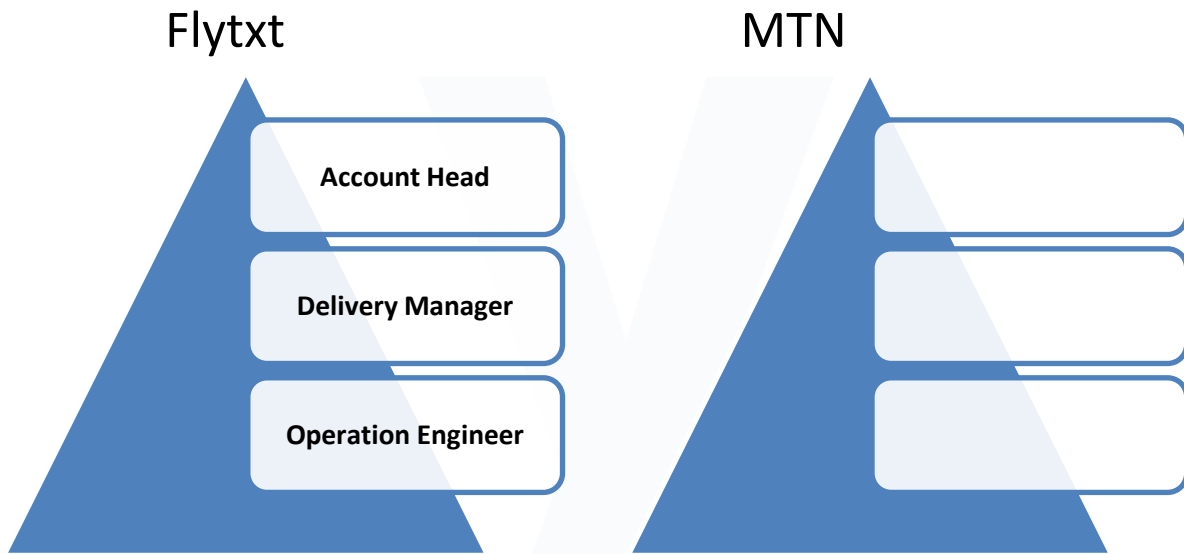 Flytxt
MTN
Account Head
Delivery Manager
Operation Engineer